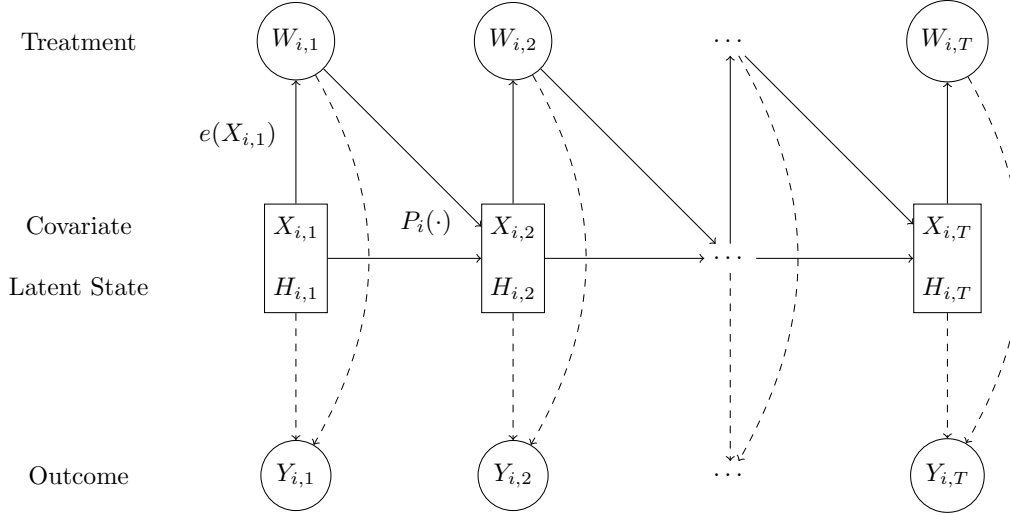 Treatment W_{i,1} W_{i,2} ⋯ W_{i,T}
e(X_{i,1})
Covariate X_{i,1} P_i(·) X_{i,2} X_{i,T}
⋯
Latent State H_{i,1} H_{i,2} H_{i,T}
Outcome Y_{i,1} Y_{i,2} ⋯ Y_{i,T}